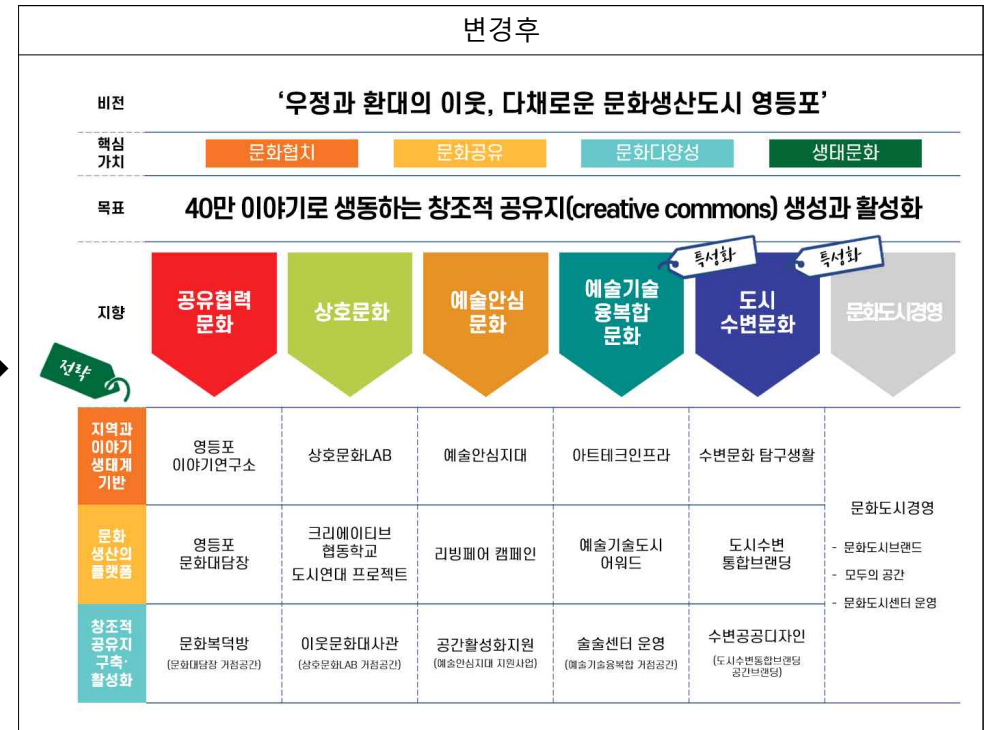 변경후
비전
‘우정과 환대의 이웃, 다채로운 문화생산도시 영등포’
핵심
가치
문화협치
문화공유
문화다양성
생태문화
목표
40만 이야기로 생동하는 창조적 공유지(creative commons) 생성과 활성화
특성화
특성화
지향
공유협력
문화
상호문화
예술안심
문화
예술기술
융복합
문화
도시
수변문화
문화도시경영
전략
지역과
이야기
생태계
기반
영등포
이야기연구소
상호문화LAB
예술안심지대
아트테크인프라
수변문화 탐구생활
문화
생산의
플랫폼
영등포
문화대담장
크리에이티브
협동학교
도시연대 프로젝트
리빙페어 캠페인
예술기술도시
어워드
도시수변
통합브랜딩
창조적
공유지
구축·
활성화
문화복덕방
(문화대담장 거점공간)
이웃문화대사관
(상호문화LAB 거점공간)
공간활성화지원
(예술안심지대 지원사업)
술술센터 운영
(예술기술융복합 거점공간)
수변공공디자인
(도시수변통합브랜딩
공간브랜딩)
문화도시경영
- 문화도시브랜드
- 모두의 공간
- 문화도시센터 운영